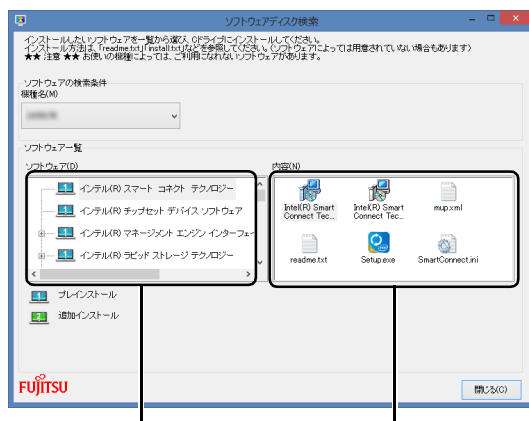 ソフトウェアディスク検索
インストールしたいソフトウェアを一覧から選び、Cドライブにインストールしてください。
インストール方法は、「readme.txt」「install.txt」などを参照してください。(ソフトウェアによっては用意されていない場合もあります)
★★ 注意 ★★ お使いの機種によっては、ご利用になれないソフトウェアがあります。
ソフトウェアの検索条件
機種名(M)
ソフトウェア一覧
ソフトウェア(D)
内容(N)
インテル(R) スマート コネクト テクノロジー
インテル(R) チップセット デバイス ソフトウェア
インテル(R) マネージメント エンジン インターフェー
インテル(R) ラピッド ストレージ テクノロジー
Intel(R) Smart Connect Tec...
Intel(R) Smart Connect Tec...
mup.xml
readme.txt
Setup.exe
SmartConnect.ini
1 プレインストール
2 追加インストール
FUJITSU
閉じる(C)